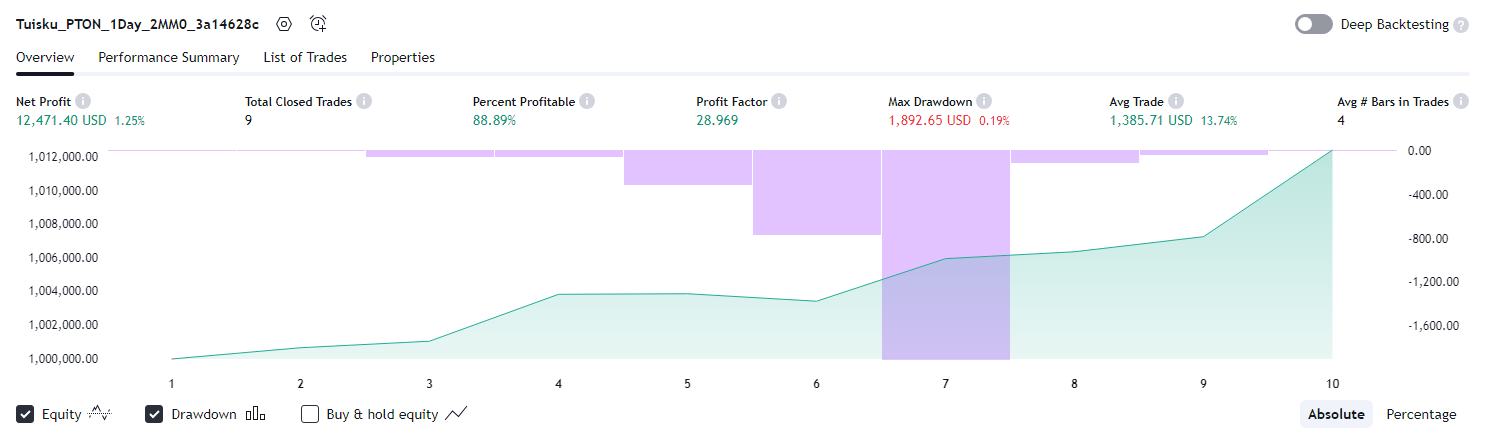 Tuisku_PTON_1Day_2MM0_3a14628c Deep Backtesting ?
Overview Performance Summary List of Trades Properties
Net Profit Total Closed Trades Percent Profitable Profit Factor Max Drawdown Avg Trade Avg # Bars in Trades
12,471.40 USD 1.25% 9 88.89% 28.969 1,892.65 USD 0.19% 1,385.71 USD 13.74% 4
1,012,000.00 0.00
1,010,000.00 -400.00
1,008,000.00 -800.00
1,006,000.00 -1,200.00
1,004,000.00 -1,600.00
1,002,000.00
1,000,000.00
1 2 3 4 5 6 7 8 9 10
Equity Drawdown Buy & hold equity Absolute Percentage